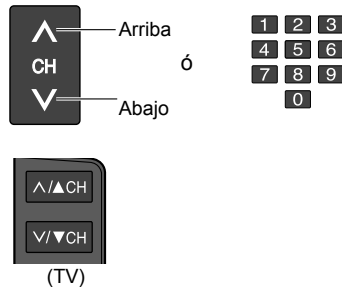 Arriba
CH
ó
Abajo
1 2 3
4 5 6
7 8 9
0
∧/▲CH
∨/▼CH
(TV)